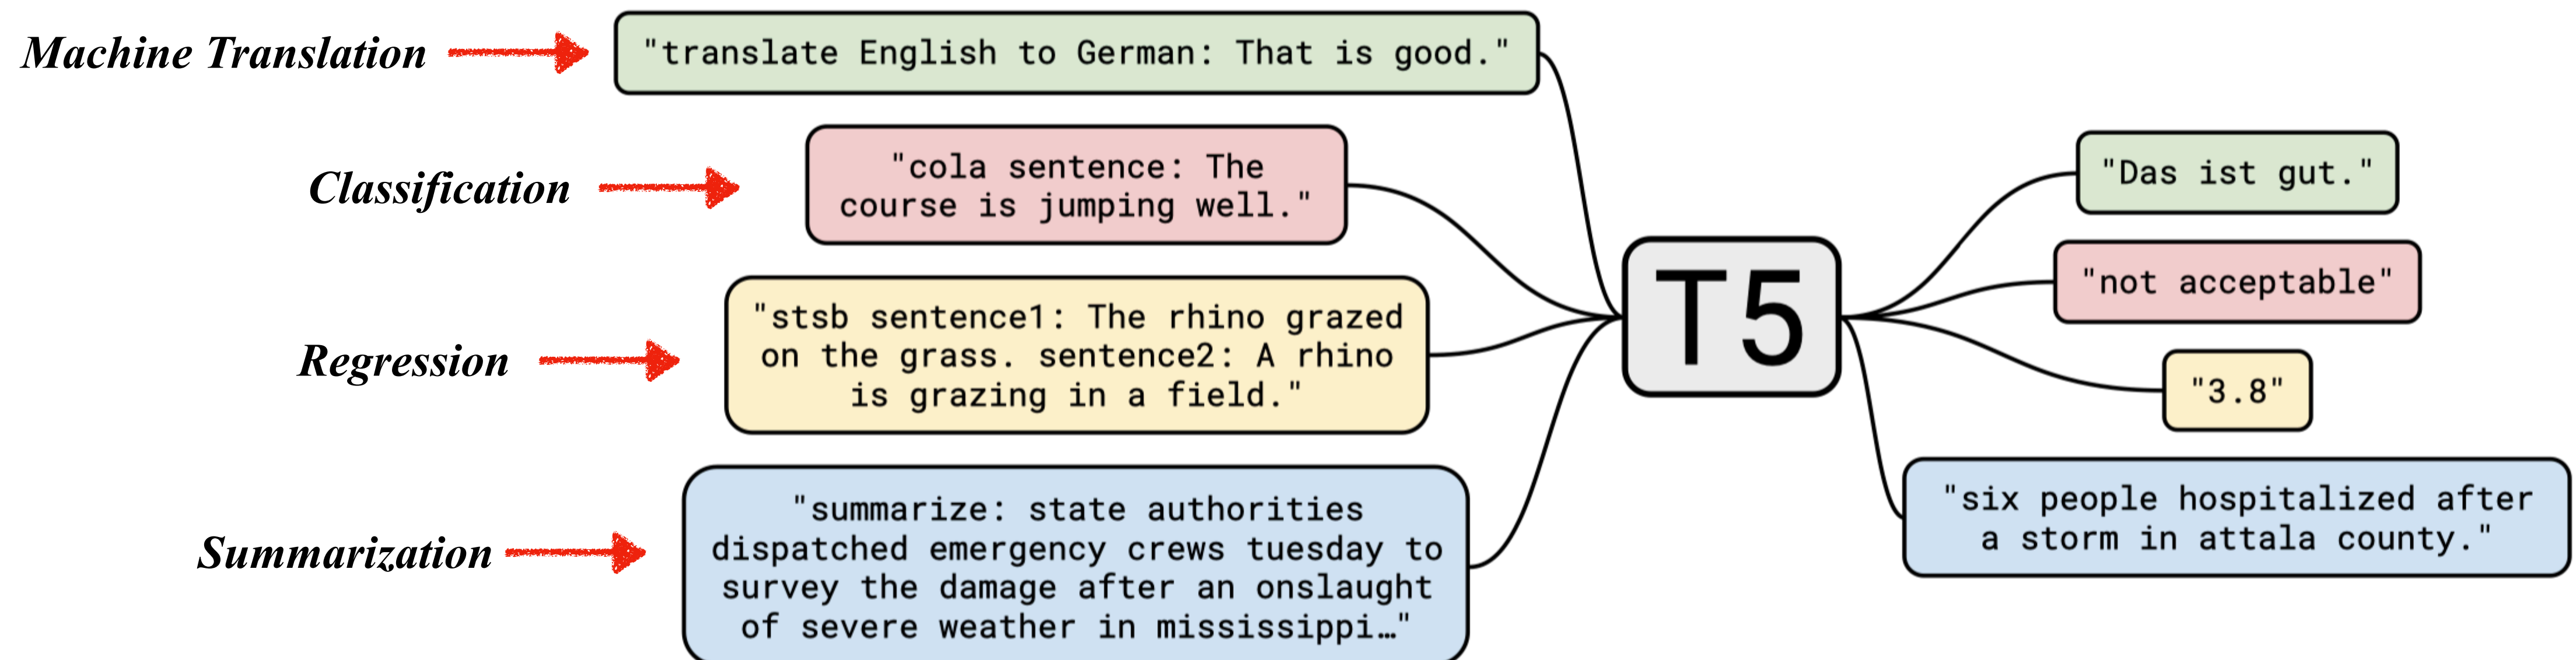 Machine Translation
"translate English to German: That is good."
Classification
"cola sentence: The
course is jumping well."
Regression
"stsb sentence1: The rhino grazed
on the grass. sentence2: A rhino
is grazing in a field."
Summarization
"summarize: state authorities
dispatched emergency crews tuesday to
survey the damage after an onslaught
of severe weather in mississippi…"
T5
"Das ist gut."
"not acceptable"
"3.8"
"six people hospitalized after
a storm in attala county."